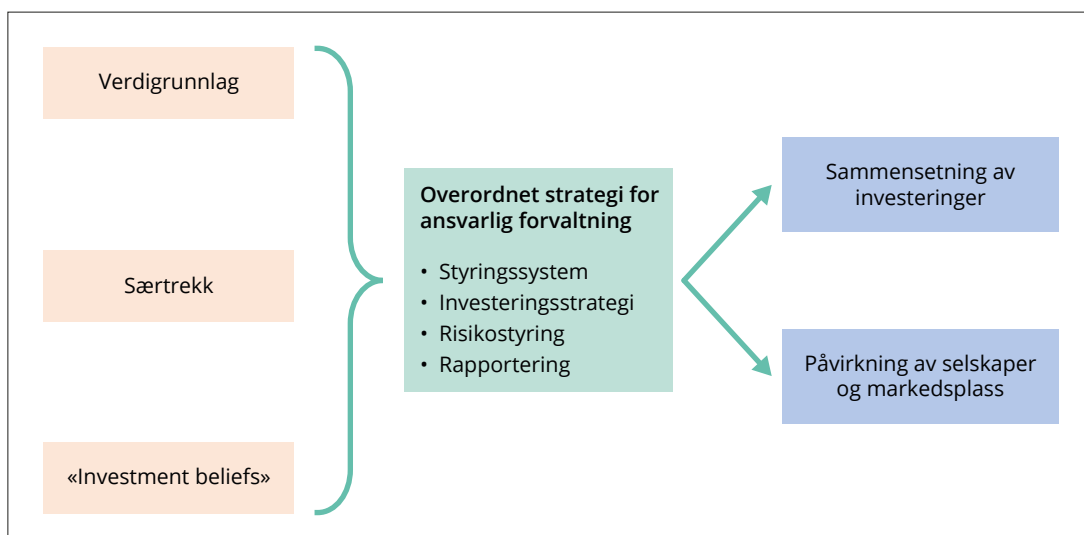 Verdigrunnlag
Særtrekk
«Investment beliefs»
Overordnet strategi for
ansvarlig forvaltning
• Styringssystem
• Investeringsstrategi
• Risikostyring
• Rapportering
Sammensetning av
investeringer
Påvirkning av selskaper
og markedsplass